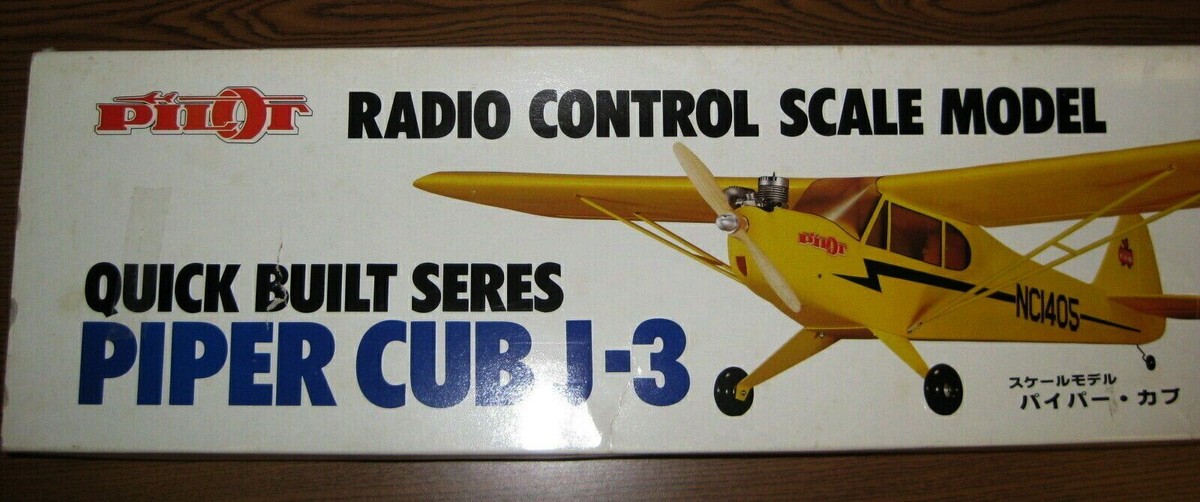 PILOT
RADIO CONTROL SCALE MODEL
PILOT
QUICK BUILT SERES
PIPER CUB J-3
NC1405
スケールモデル
パイパー・カブ